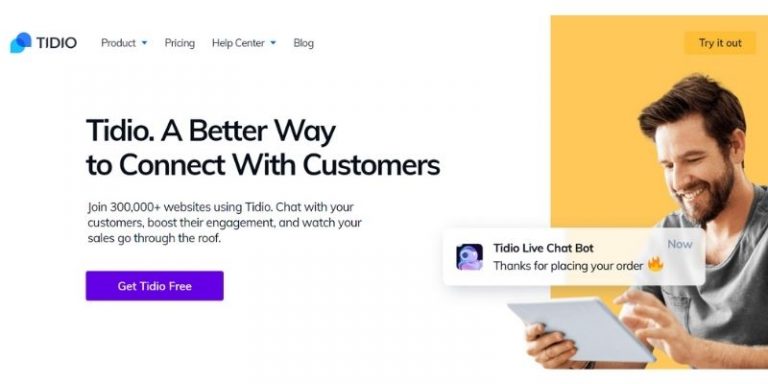 TIDIO
Product
Pricing
Help Center
Blog
Try it out
Tidio. A Better Way
to Connect With Customers
Join 300,000+ websites using Tidio. Chat with your
customers, boost their engagement, and watch your
sales go through the roof.
Get Tidio Free
Tidio Live Chat Bot
Now
Thanks for placing your order 🔥